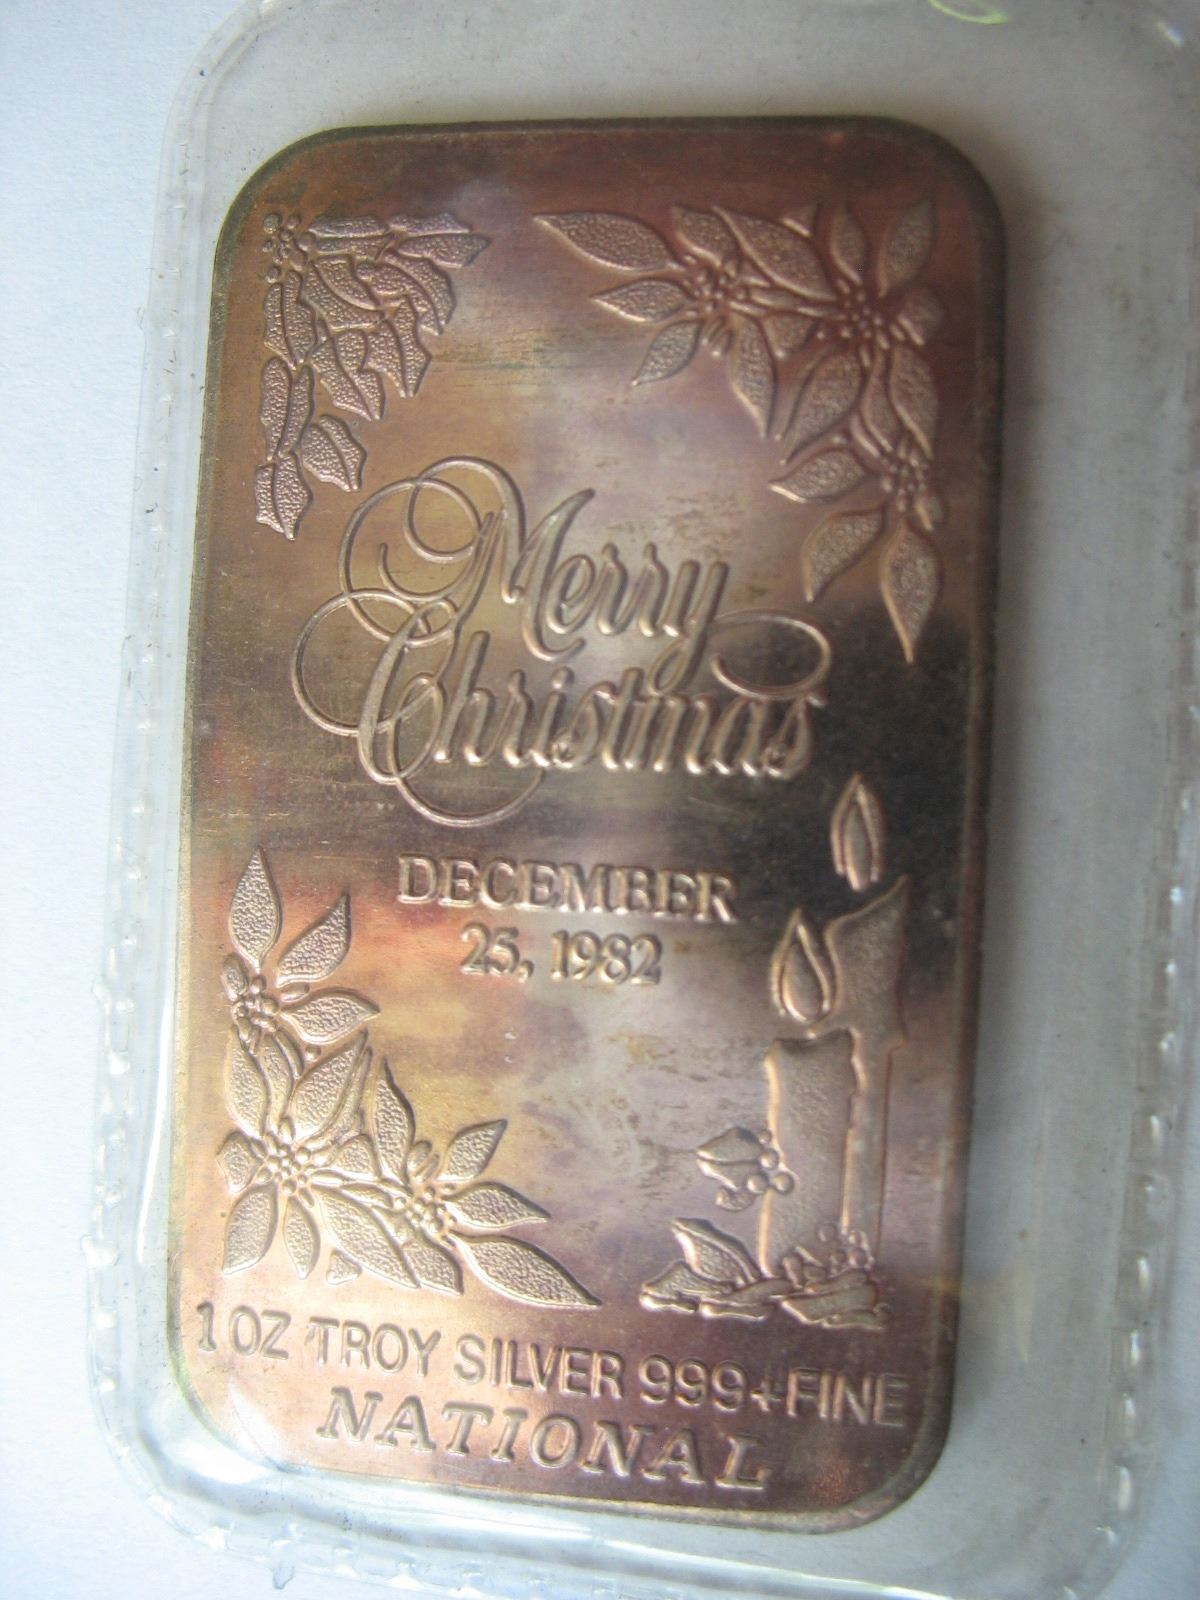 Merry
Christmas
DECEMBER
25, 1982
1 OZ TROY SILVER 999+FINE
NATIONAL